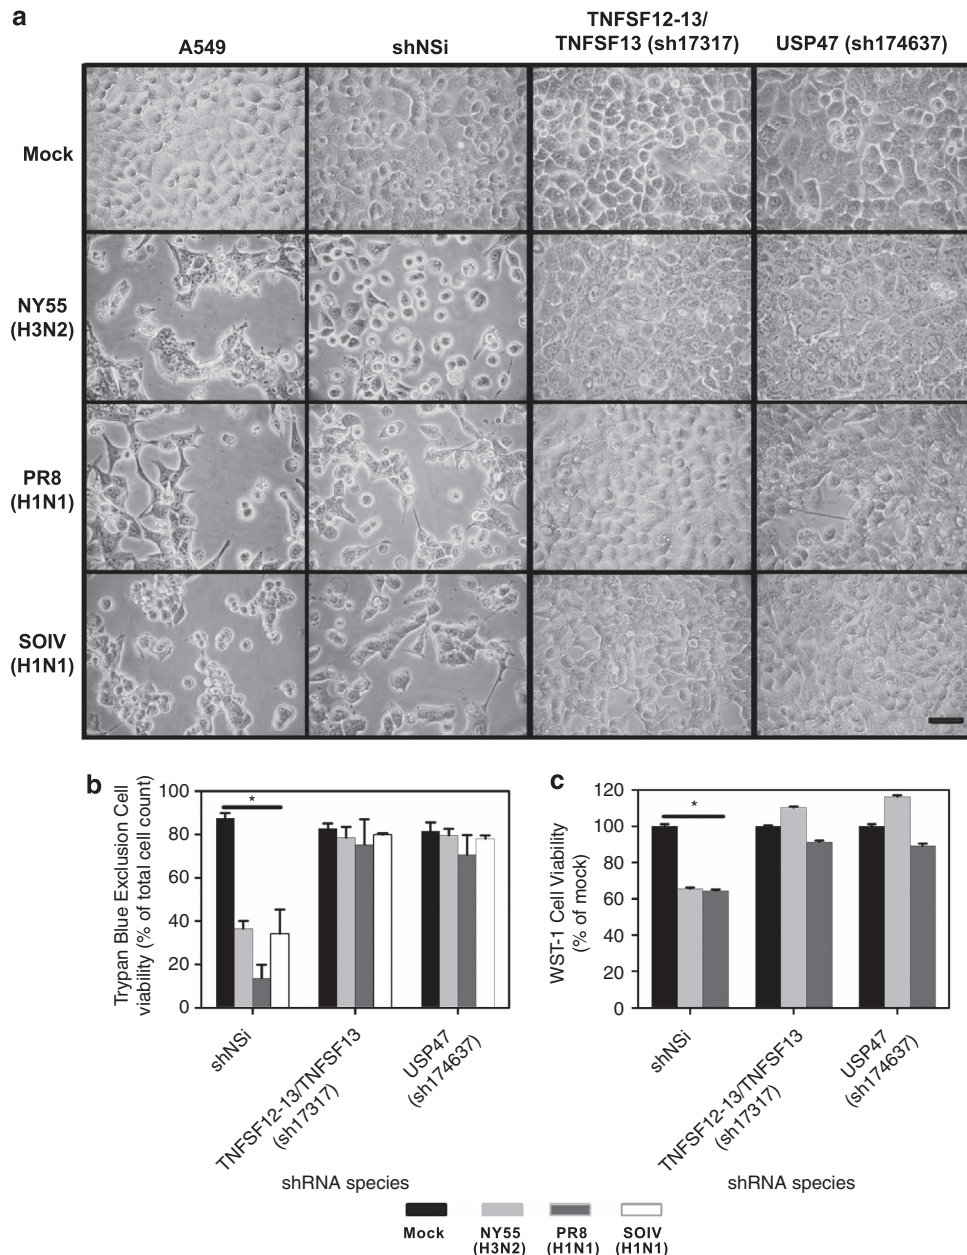 a
A549
shNSi
TNFSF12-13/
TNFSF13 (sh17317)
USP47 (sh174637)
Mock
NY55
(H3N2)
PR8
(H1N1)
SOIV
(H1N1)
b
Trypan Blue Exclusion Cell
viability (% of total cell count)
100
80
60
40
20
0
*
shNSi
TNFSF12-13/TNFSF13
(sh17317)
USP47
(sh174637)
shRNA species
c
WST-1 Cell Viability
(% of mock)
120
100
80
60
40
20
0
*
shNSi
TNFSF12-13/TNFSF13
(sh17317)
USP47
(sh174637)
shRNA species
Mock
NY55
(H3N2)
PR8
(H1N1)
SOIV
(H1N1)